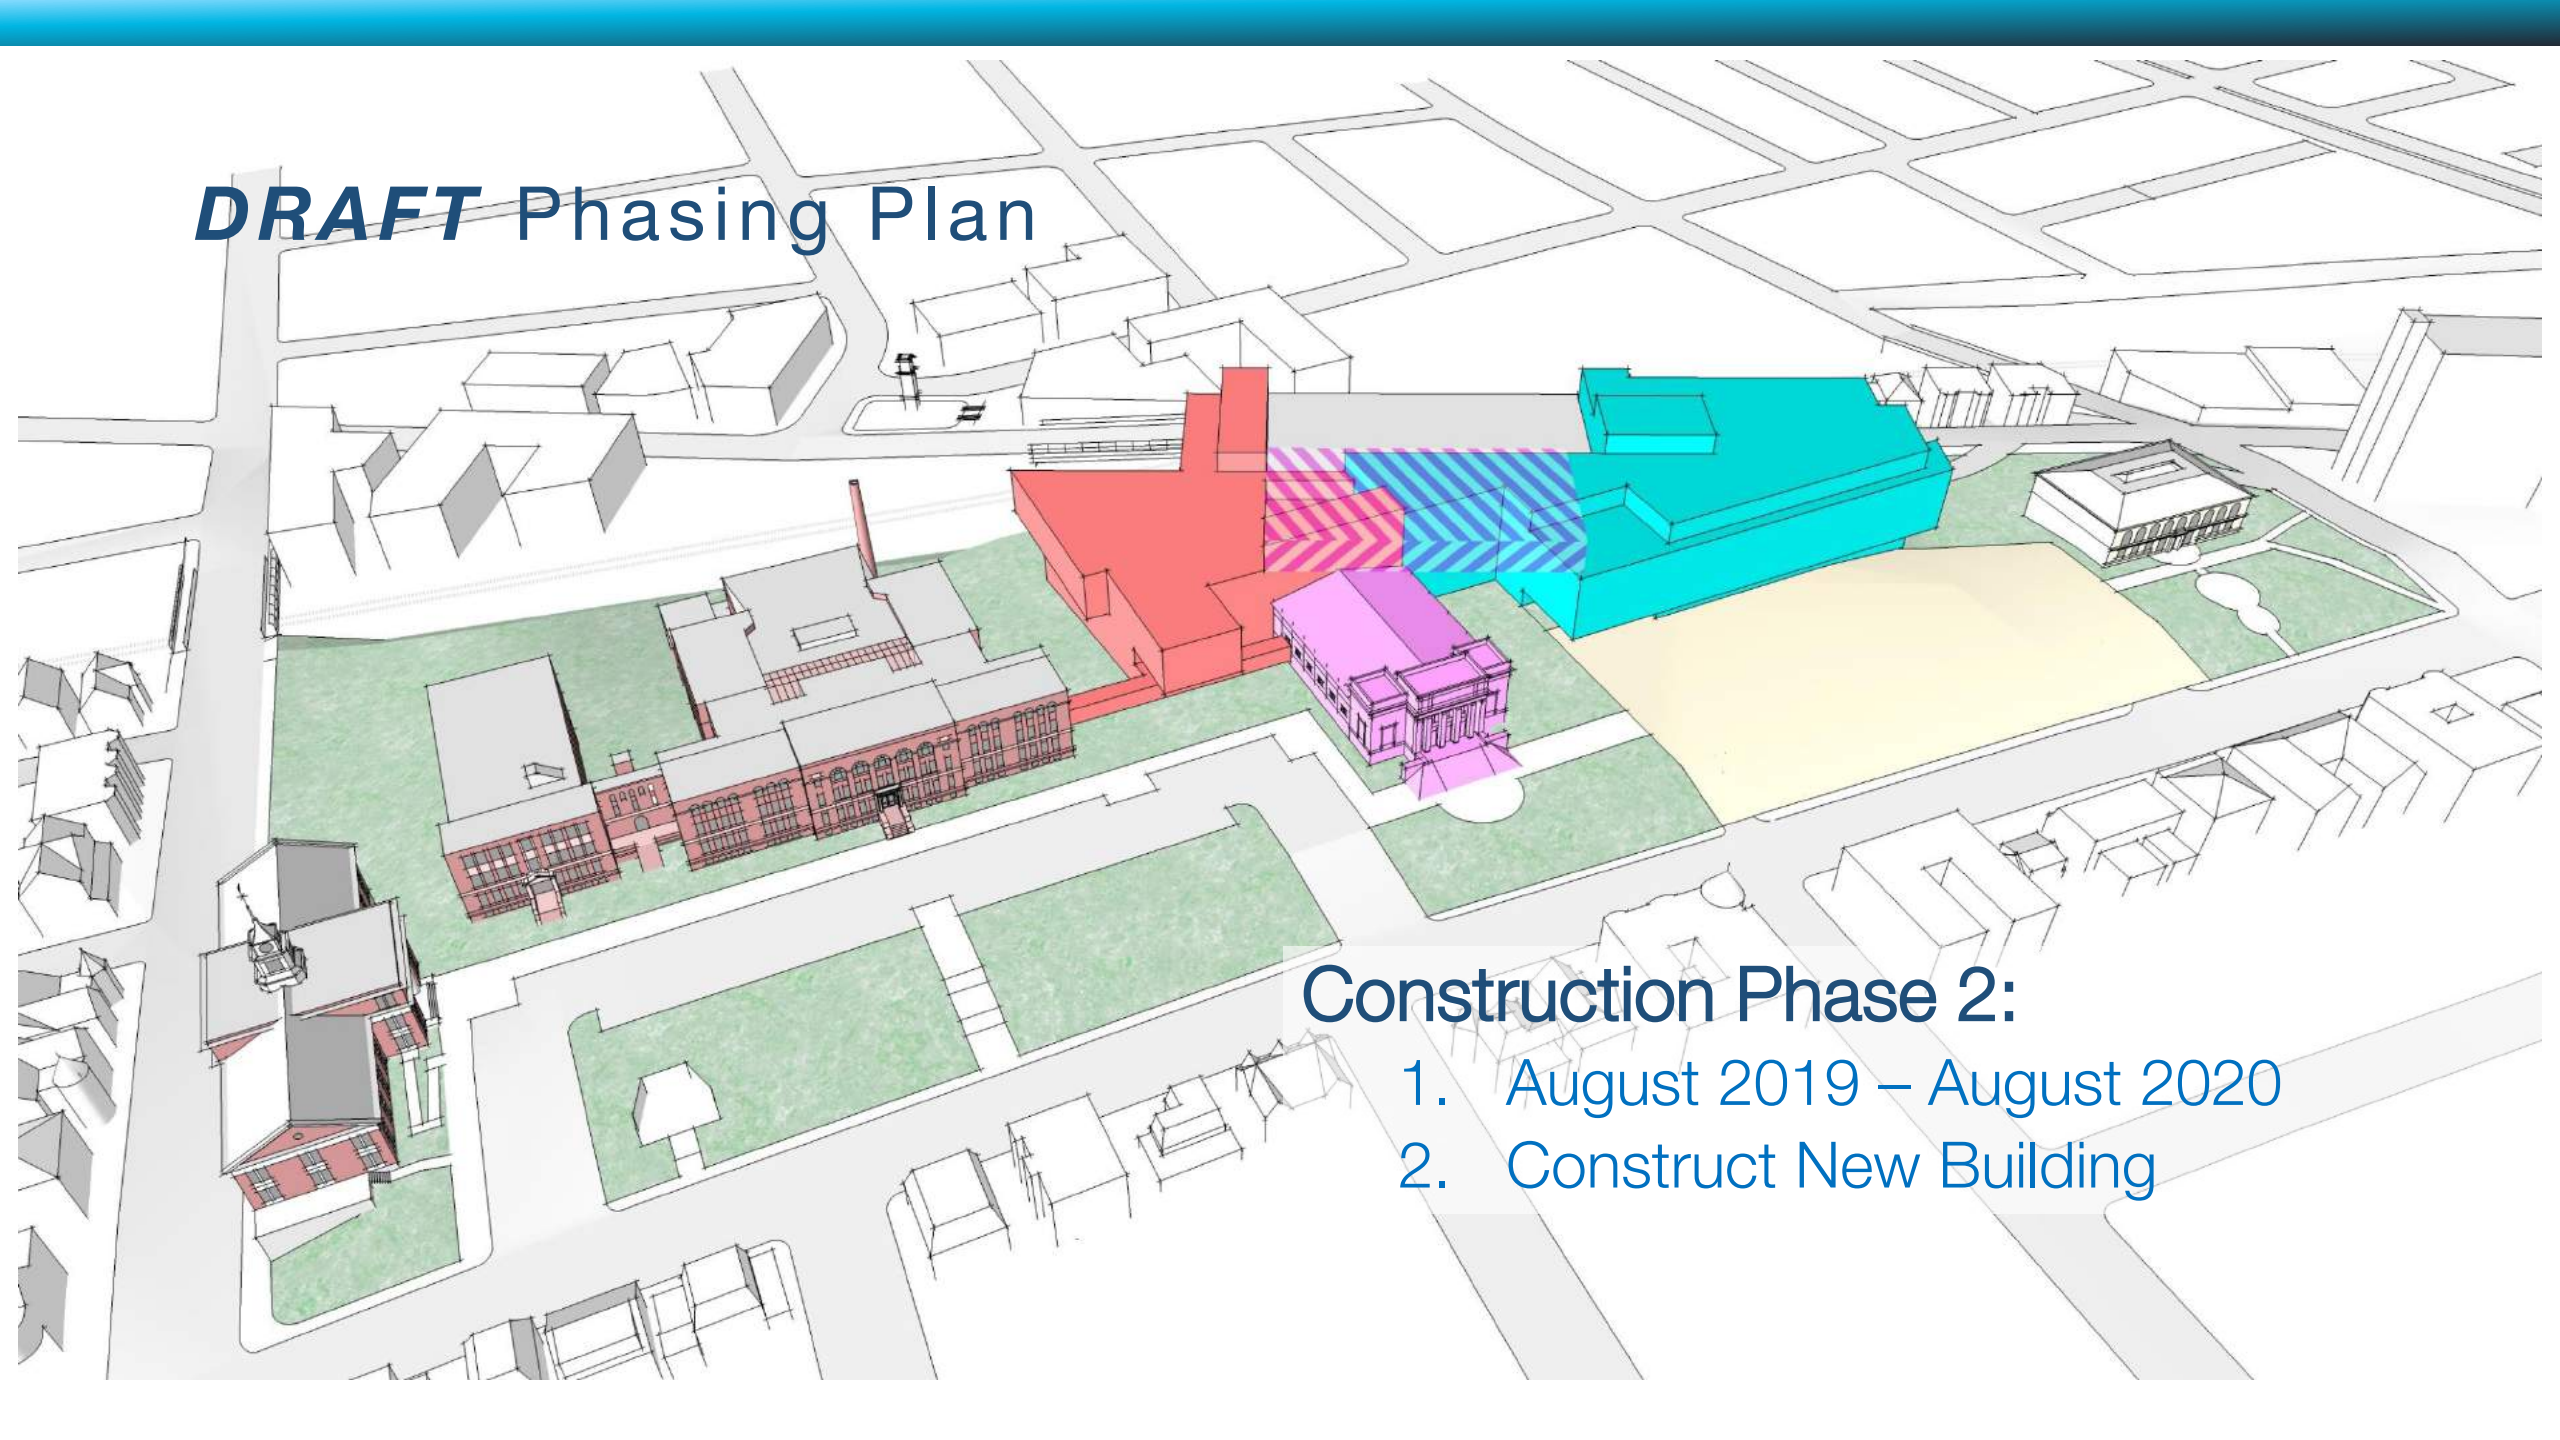 DRAFT Phasing Plan
Construction Phase 2:
1. August 2019 – August 2020
2. Construct New Building